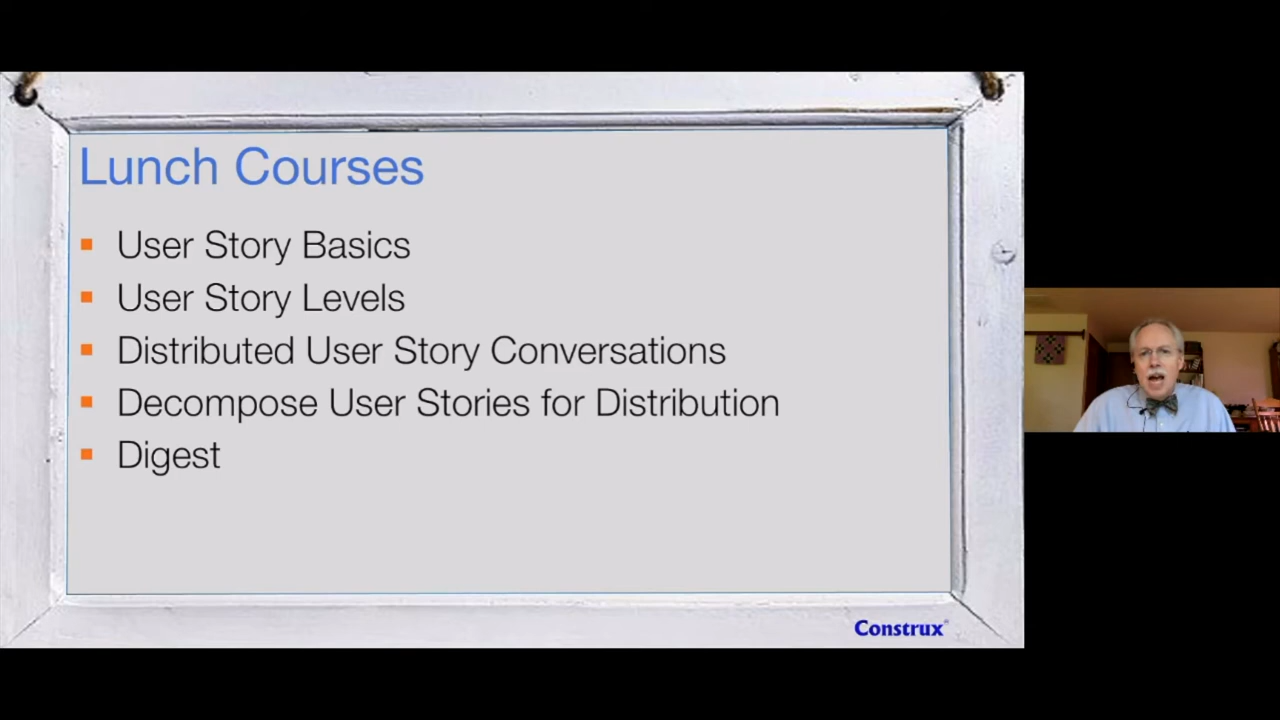 Lunch Courses
User Story Basics
User Story Levels
Distributed User Story Conversations
Decompose User Stories for Distribution
Digest
Construx